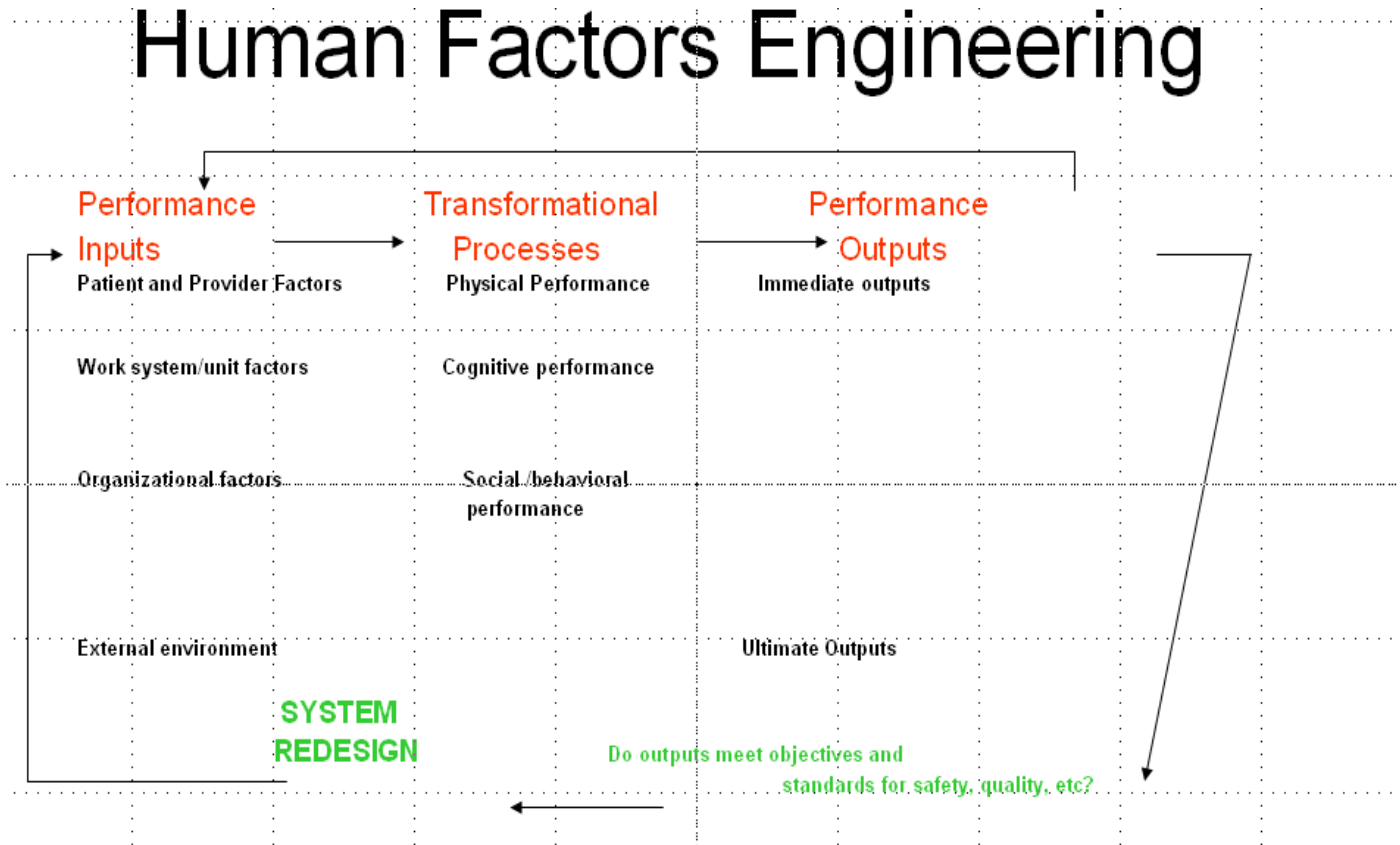 Human Factors Engineering
Performance
Inputs
Patient and Provider Factors
Work system/unit factors
Organizational factors
External environment
Transformational
Processes
Physical Performance
Cognitive performance
Social /behavioral
performance
Performance
Outputs
Immediate outputs
Ultimate Outputs
SYSTEM
REDESIGN
Do outputs meet objectives and
standards for safety, quality, etc?